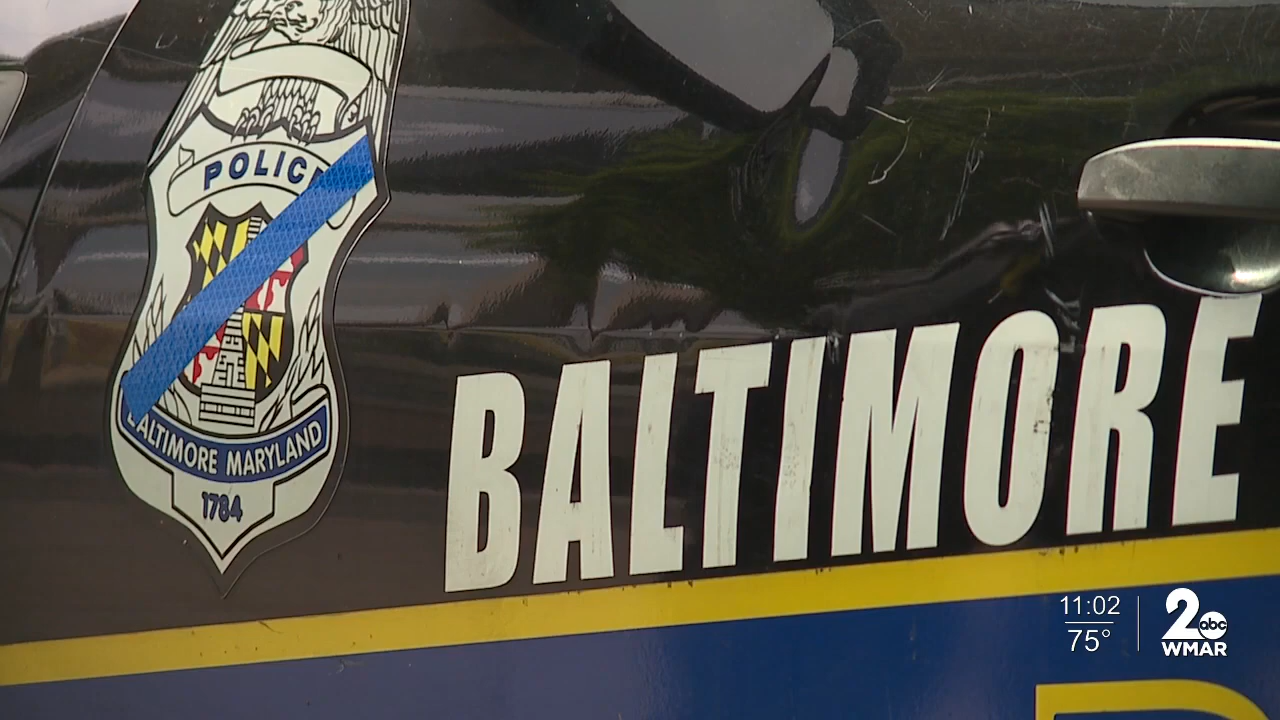 POLICE
BALTIMORE MARYLAND
1784
BALTIMORE
11:02
75°
2
abc
WMAR